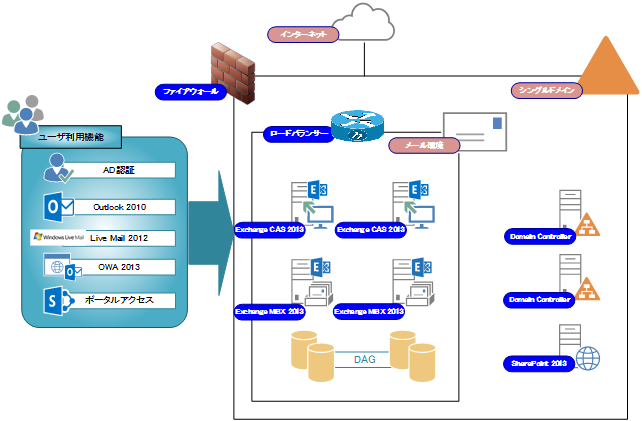 インターネット
ファイアウォール
シングルドメイン
ロードバランサー
メール環境
ユーザ利用機能
AD認証
Outlook 2010
Windows Live Mail
Live Mail 2012
OWA 2013
ポータルアクセス
Exchange CAS 2013
Exchange CAS 2013
Exchange MBX 2013
Exchange MBX 2013
DAG
Domain Controller
Domain Controller
SharePoint 2013